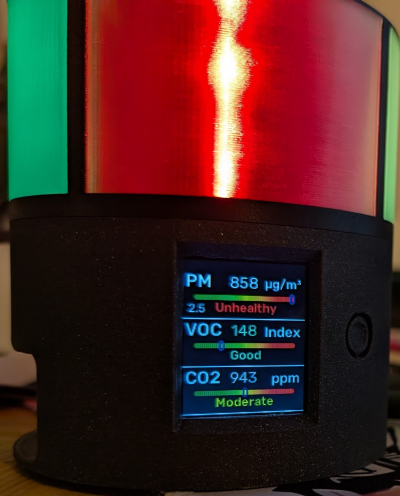 PM 858 µg/m³
2.5 Unhealthy
VOC 148 Index
Good
CO2 943 ppm
Moderate